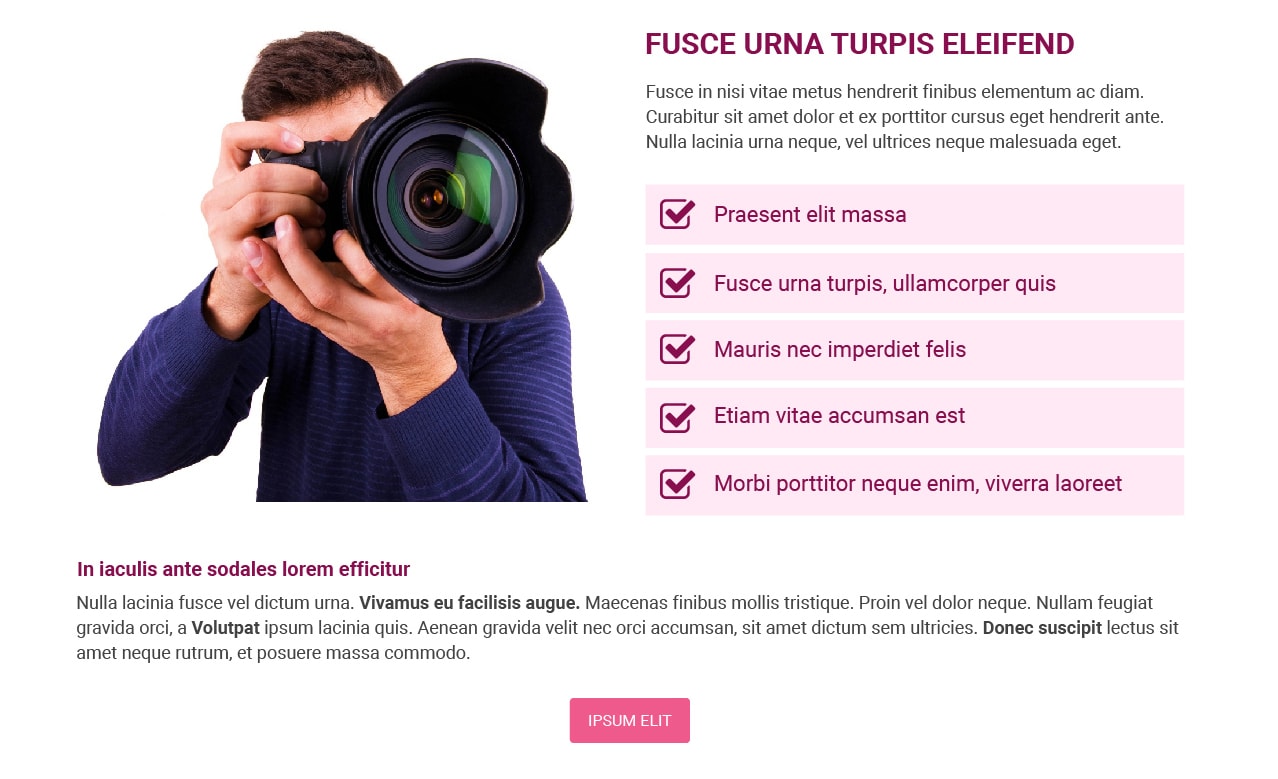 FUSCE URNA TURPIS ELEIFEND
Fusce in nisi vitae metus hendrerit finibus elementum ac diam.
Curabitur sit amet dolor et ex porttitor cursus eget hendrerit ante.
Nulla lacinia urna neque, vel ultrices neque malesuada eget.
Praesent elit massa
Fusce urna turpis, ullamcorper quis
Mauris nec imperdiet felis
Etiam vitae accumsan est
Morbi porttitor neque enim, viverra laoreet
In iaculis ante sodales lorem efficitur
Nulla lacinia fusce vel dictum urna. Vivamus eu facilisis augue. Maecenas finibus mollis tristique. Proin vel dolor neque. Nullam feugiat
gravida orci, a Volutpat ipsum lacinia quis. Aenean gravida velit nec orci accumsan, sit amet dictum sem ultricies. Donec suscipit lectus sit
amet neque rutrum, et posuere massa commodo.
IPSUM ELIT